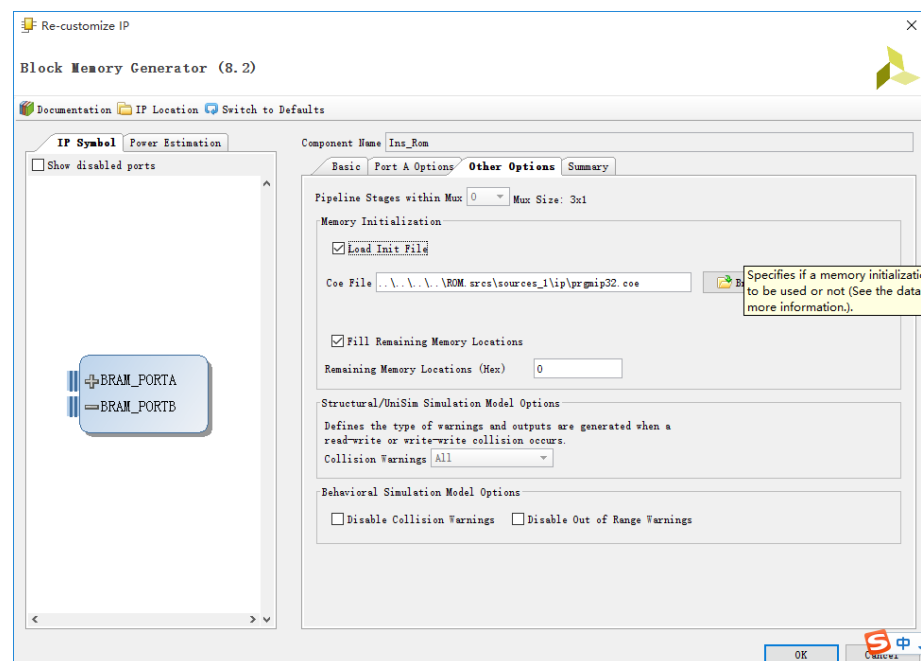 Re-customize IP
Block Memory Generator (8.2)
Documentation IP Location Switch to Defaults
IP Symbol Power Estimation
Show disabled ports
BRAM_PORTA
BRAM_PORTB
Component Name Ins_Rom
Basic Port A Options Other Options Summary
Pipeline Stages within Mux 0 Mux Size: 3x1
Memory Initialization
Load Init File
Coe File ..\..\..\..\ROM.srcs\sources_1\ip\prgmip32.coe
Specifies if a memory
to be used or not (See the data
more information.).
Fill Remaining Memory Locations
Remaining Memory Locations (Hex) 0
Structural/UniSim Simulation Model Options
Defines the type of warnings and outputs are generated when a
read-write or write-write collision occurs.
Collision Warnings All
Behavioral Simulation Model Options
Disable Collision Warnings Disable Out of Range Warnings
OK Cancel
中